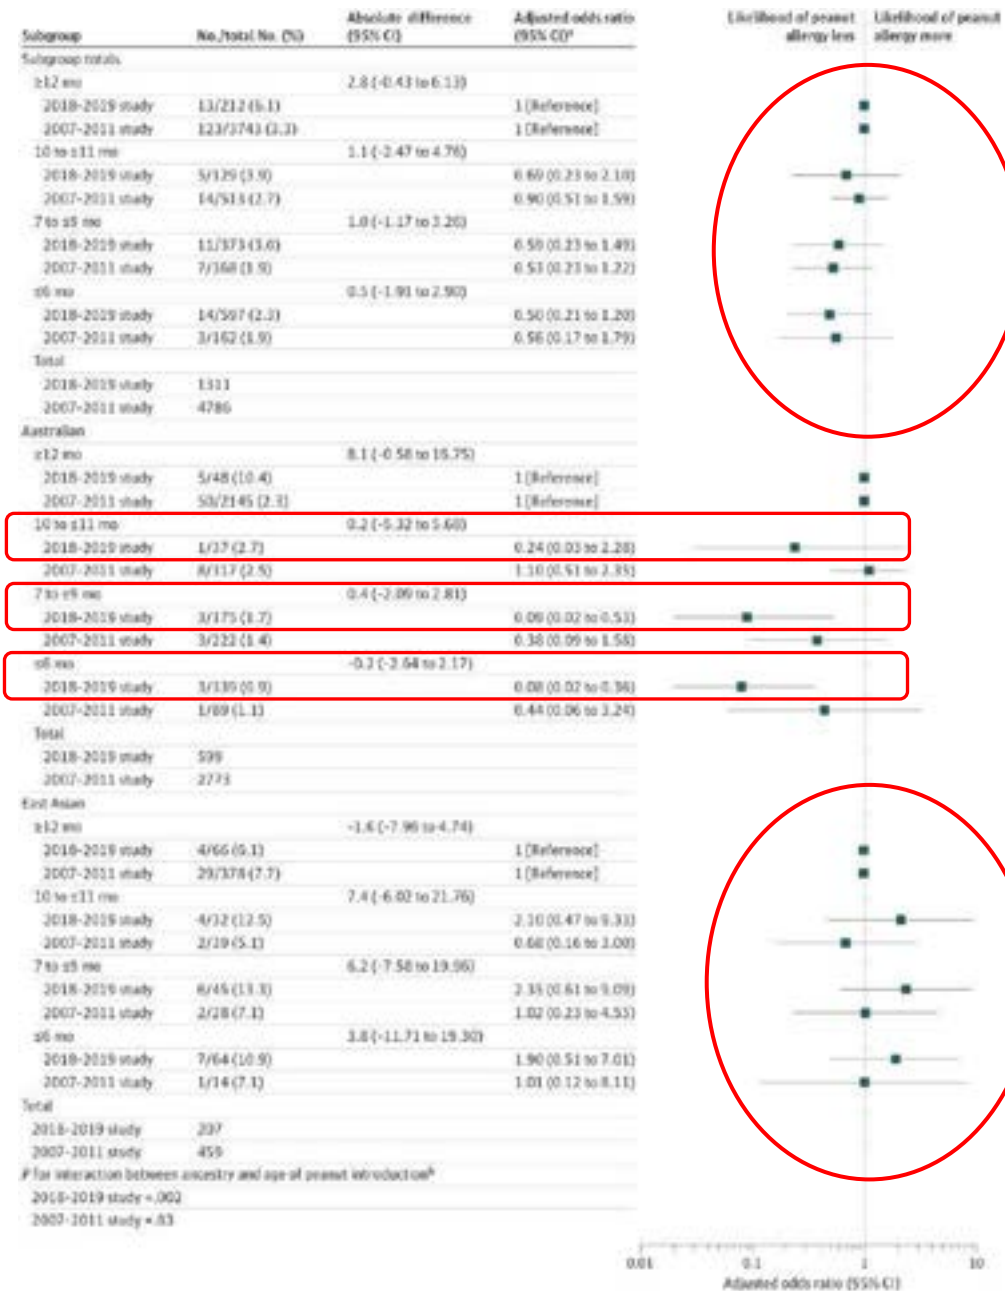 Subgroup No./total No. (%) Absolute difference (95% CI) Adjusted odds ratio (95% CI)ᵃ Likelihood of peanut allergy less Likelihood of peanut allergy more
Subgroup totals
≥12 mo 2.8 (-0.43 to 6.13)
2018-2019 study 13/212 (6.1) 1 [Reference]
2007-2011 study 123/3743 (3.3) 1 [Reference]
10 to ≤11 mo 1.1 (-2.47 to 4.76)
2018-2019 study 5/129 (3.9) 0.69 (0.23 to 2.10)
2007-2011 study 14/513 (2.7) 0.90 (0.51 to 1.59)
7 to ≤9 mo 1.0 (-1.17 to 3.20)
2018-2019 study 11/373 (3.0) 0.59 (0.23 to 1.49)
2007-2011 study 7/368 (1.9) 0.53 (0.23 to 1.22)
≤6 mo 0.5 (-1.91 to 2.90)
2018-2019 study 14/597 (2.3) 0.50 (0.21 to 1.20)
2007-2011 study 3/162 (1.9) 0.56 (0.17 to 1.79)
Total
2018-2019 study 1311
2007-2011 study 4786
Australian
≥12 mo 8.1 (-0.58 to 16.75)
2018-2019 study 5/48 (10.4) 1 [Reference]
2007-2011 study 50/2145 (2.3) 1 [Reference]
10 to ≤11 mo 0.2 (-5.32 to 5.68)
2018-2019 study 1/37 (2.7) 0.24 (0.03 to 2.28)
2007-2011 study 8/317 (2.5) 1.10 (0.51 to 2.35)
7 to ≤9 mo 0.4 (-2.09 to 2.81)
2018-2019 study 3/175 (1.7) 0.09 (0.02 to 0.53)
2007-2011 study 3/222 (1.4) 0.38 (0.09 to 1.58)
≤6 mo (-2.64 to 2.17)
2018-2019 study (0.9) 0.08 (0.02 to 0.36)
2007-2011 study 1/89 (1.1) 0.44 (0.06 to 3.24)
Total
2018-2019 study 599
2007-2011 study 2773
East Asian
≥12 mo -1.6 (-7.96 to 4.74)
2018-2019 study 4/66 (6.1) 1 [Reference]
2007-2011 study 29/378 (7.7) 1 [Reference]
10 to ≤11 mo 7.4 (-6.02 to 21.76)
2018-2019 study 4/32 (12.5) 2.10 (0.47 to 9.33)
2007-2011 study 2/39 (5.1) 0.68 (0.16 to 3.00)
7 to ≤9 mo 6.2 (-7.58 to 19.96)
2018-2019 study 6/45 (13.3) 2.35 (0.61 to 9.09)
2007-2011 study 2/28 (7.1) 1.02 (0.23 to 4.53)
≤6 mo 3.8 (-11.71 to 19.30)
2018-2019 study 7/64 (10.9) 1.90 (0.51 to 7.01)
2007-2011 study 1/14 (7.1) 1.01 (0.12 to 8.11)
Total
2018-2019 study 207
2007-2011 study 459
P for interaction between ancestry and age of peanut introductionᵇ
2018-2019 study = .002
2007-2011 study = .63
0.01 0.1 1 10
Adjusted odds ratio (95% CI)